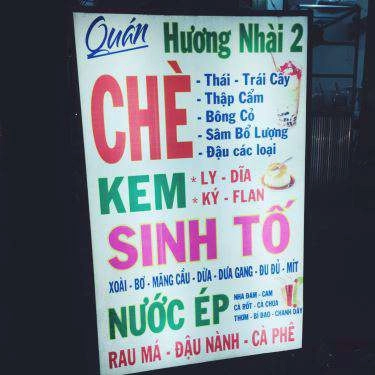 Quán Hương Nhài 2
CHÈ
- Thái - Trái Cây
- Thập Cẩm
- Bông Cỏ
- Sâm Bổ Lượng
- Đậu các loại
KEM
* LY - DĨA
* KÝ - FLAN
SINH TỐ
XOÀI - BƠ - MÃNG CẦU - DỪA - DƯA GANG - ĐU ĐỦ - MÍT
NƯỚC ÉP
NHA ĐAM - CAM
CÀ RỐT - CÀ CHUA
THƠM - BÍ DAO - CHANH DÂY
RAU MÁ - ĐẬU NÀNH - CÀ PHÊ